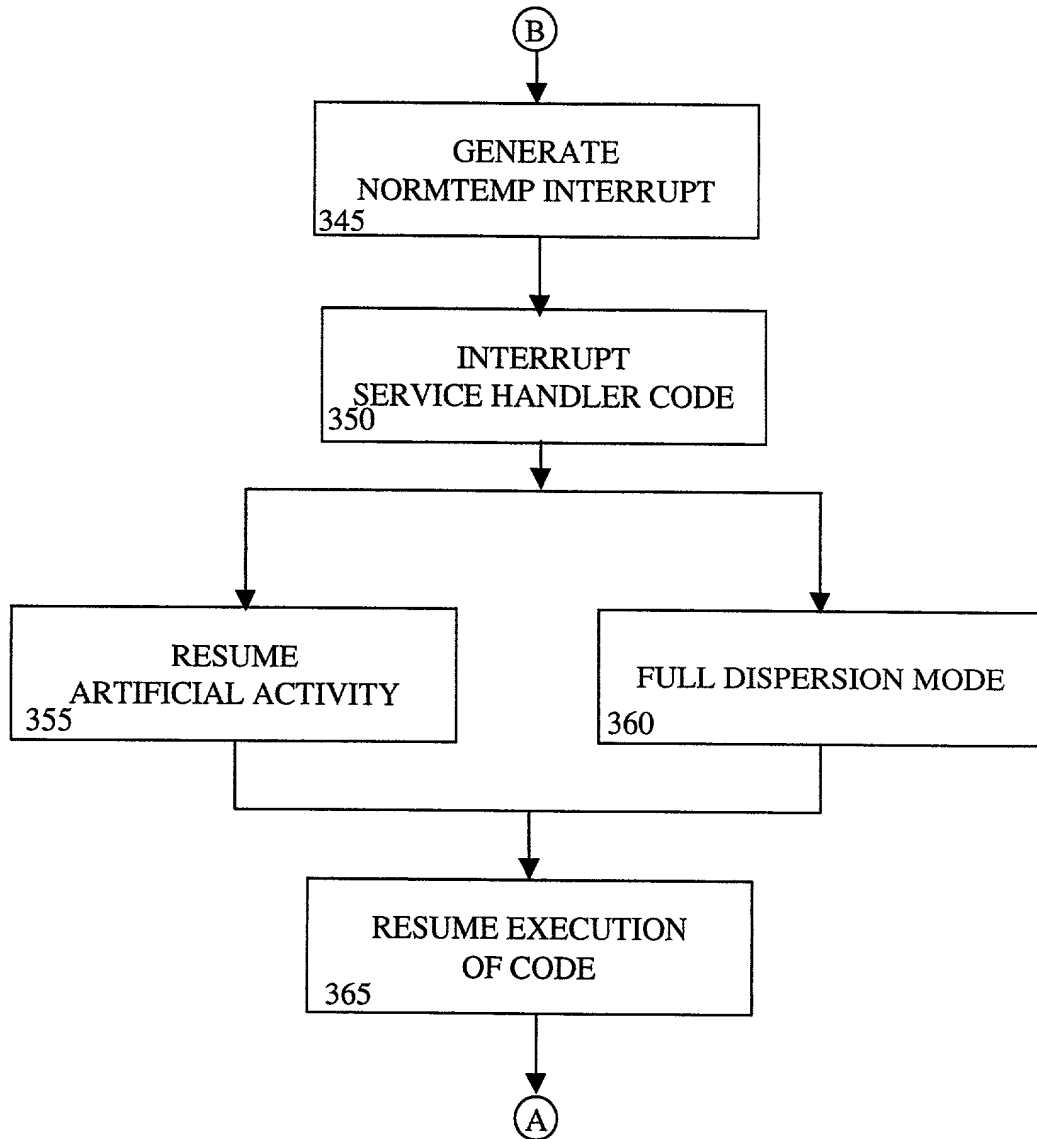 B
GENERATE
NORMTEMP INTERRUPT
345
INTERRUPT
SERVICE HANDLER CODE
350
RESUME
ARTIFICIAL ACTIVITY
355
FULL DISPERSION MODE
360
RESUME EXECUTION
OF CODE
365
A